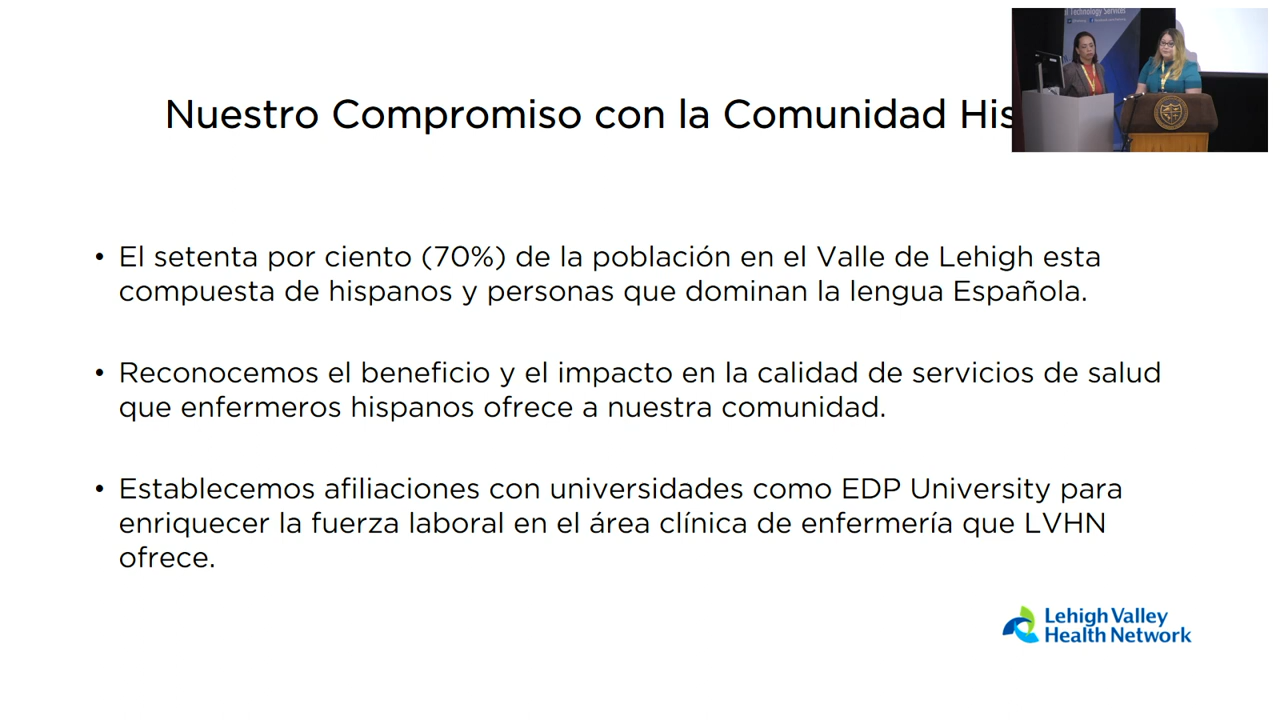 l Technology Services
Nuestro Compromiso con la Comunidad His
• El setenta por ciento (70%) de la población en el Valle de Lehigh esta
compuesta de hispanos y personas que dominan la lengua Española.
• Reconocemos el beneficio y el impacto en la calidad de servicios de salud
que enfermeros hispanos ofrece a nuestra comunidad.
• Establecemos afiliaciones con universidades como EDP University para
enriquecer la fuerza laboral en el área clínica de enfermería que LVHN
ofrece.
Lehigh Valley
Health Network